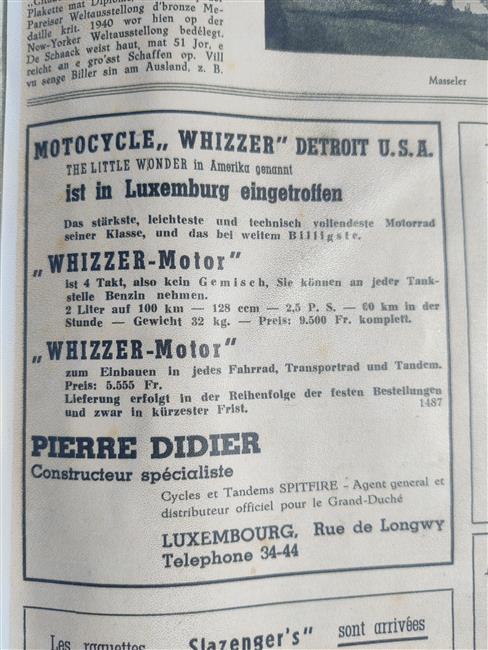 Plakette mat Diplom,
Pareiser Weltausstellong d'bronze Me-
daille krit. 1940 wor hien op der
New-Yorker Weltausstellong bedélegt.
De Schaack weist haut, mat 51 Jor, e
reicht an e gro'sst Schaffen op. Vill
vu senge Biller sin am Ausland, z. B.
Masseler
MOTOCYCLE „WHIZZER" DETROIT U.S.A.
THE LITTLE WONDER in Amerika genannt
ist in Luxemburg eingetroffen
Das stärkste, leichteste und technisch vollendeste Motorrad
seiner Klasse, und das bei weitem Billigste.
„WHIZZER-Motor"
ist 4 Takt, also kein Gemisch, Sie können an jeder Tank-
stelle Benzin nehmen.
2 Liter auf 100 km — 128 ccm — 2,5 P. S. — 60 km in der
Stunde — Gewicht 32 kg. — Preis: 9.500 Fr. komplett.
„WHIZZER-Motor"
zum Einbauen in jedes Fahrrad, Transportrad und Tandem.
Preis: 5.555 Fr.
Lieferung erfolgt in der Reihenfolge der festen Bestellungen
und zwar in kürzester Frist. 1487
PIERRE DIDIER
Constructeur spécialiste
Cycles et Tandems SPITFIRE - Agent general et
distributeur officiel pour le Grand-Duché
LUXEMBOURG, Rue de Longwy
Telephone 34-44
Les raquettes „Slazenger's" sont arrivées